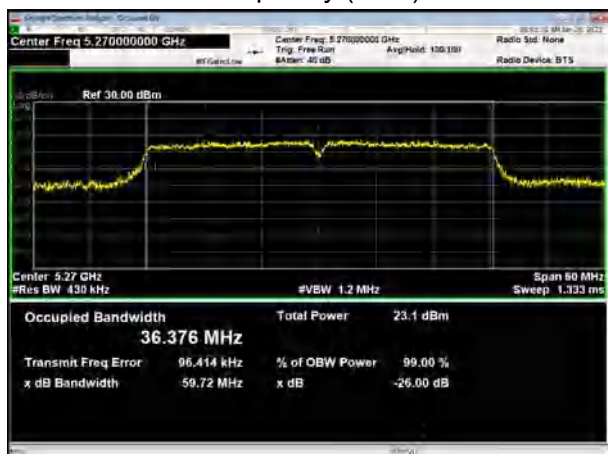 Center Freq 5.270000000 GHz
Center Freq: 5.270000000 GHz
Radio Std: None
Trig: Free Run
Avg|Hold: 100/100
#IFGain:Low
#Atten: 40 dB
Radio Device: BTS
Ref 30.00 dBm
Center 5.27 GHz
Span 60 MHz
#Res BW 430 kHz
#VBW 1.2 MHz
Sweep 1.333 ms
Occupied Bandwidth
Total Power 23.1 dBm
36.376 MHz
Transmit Freq Error 96.414 kHz
% of OBW Power 99.00 %
x dB Bandwidth 59.72 MHz
x dB -26.00 dB